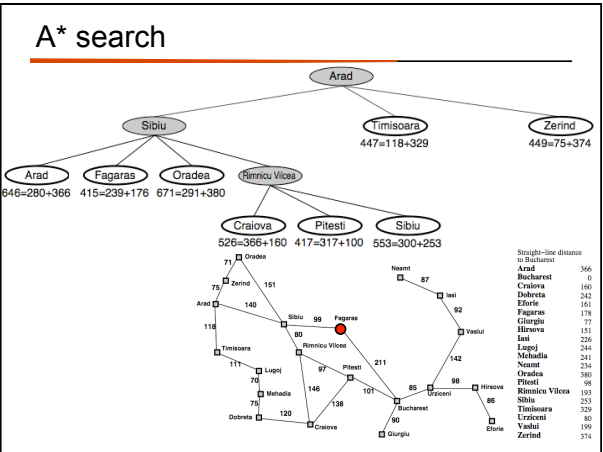 A* search
Arad
Sibiu
Timisoara
Zerind
447=118+329
449=75+374
Arad
Fagaras
Oradea
Rimnicu Vilcea
646=280+366
415=239+176
671=291+380
Craiova
Pitesti
Sibiu
526=366+160
417=317+100
553=300+253
Oradea
71
Zerind
151
75
Arad
140
Sibiu
99
Fagaras
118
80
Timisoara
Rimnicu Vilcea
111
Lugoj
97
Pitesti
211
70
Mehadia
146
101
75
138
Dobreta
120
Craiova
Bucharest
90
Giurgiu
85
Urziceni
98
Hirsova
86
Eforie
142
Vaslui
92
Iasi
87
Neamt
Straight−line distance
to Bucharest
Arad 366
Bucharest 0
Craiova 160
Dobreta 242
Eforie 161
Fagaras 178
Giurgiu 77
Hirsova 151
Iasi 226
Lugoj 244
Mehadia 241
Neamt 234
Oradea 380
Pitesti 98
Rimnicu Vilcea 193
Sibiu 253
Timisoara 329
Urziceni 80
Vaslui 199
Zerind 374